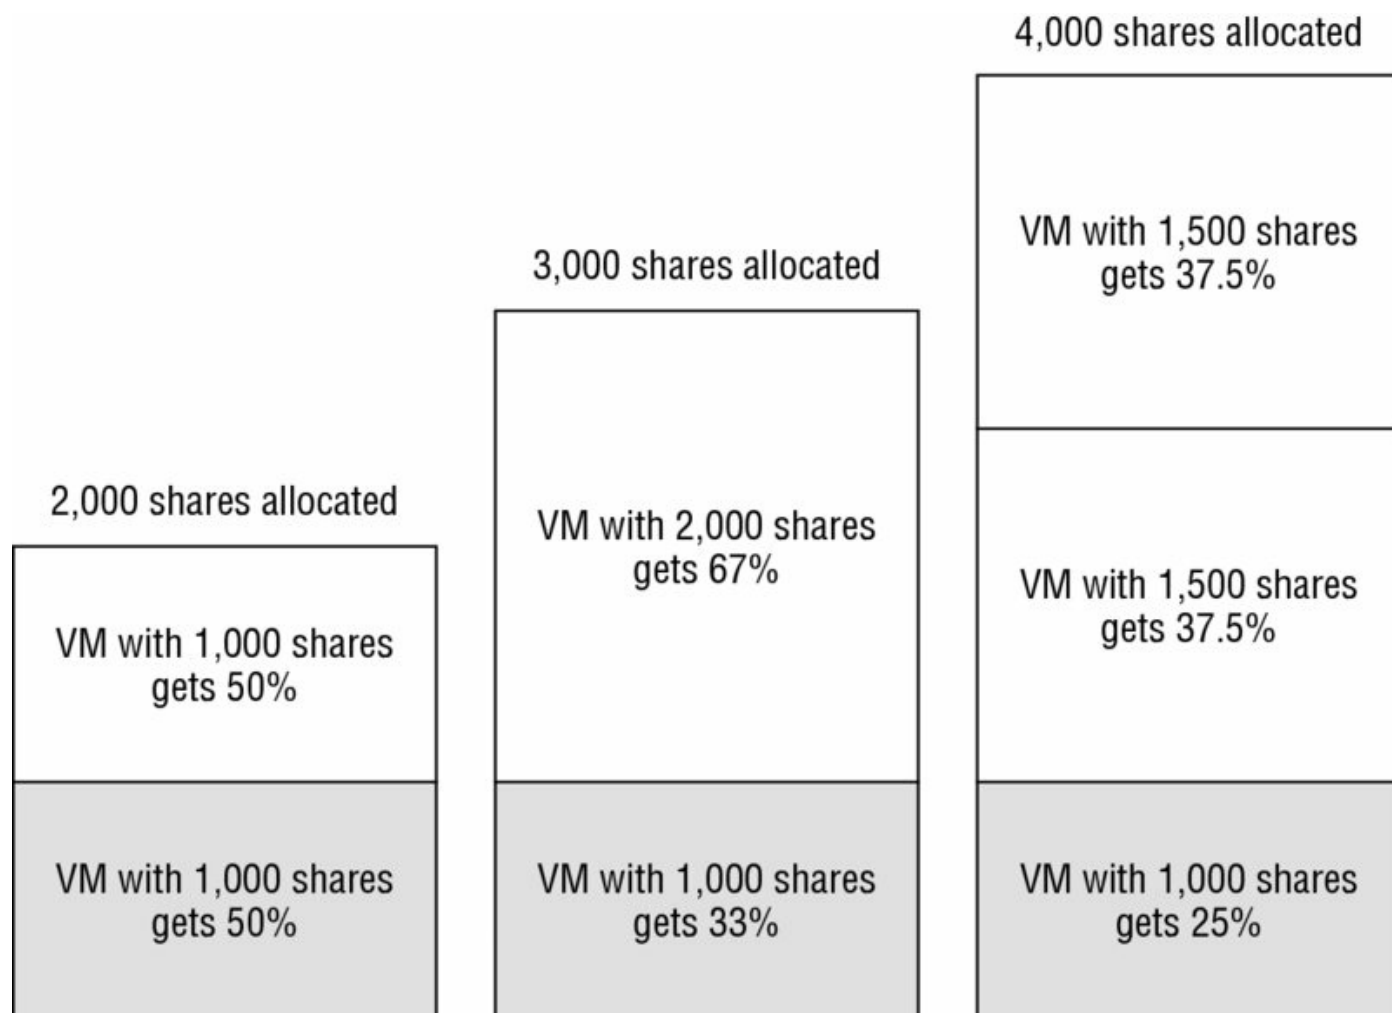 2,000 shares allocated
VM with 1,000 shares
gets 50%
VM with 1,000 shares
gets 50%
3,000 shares allocated
VM with 2,000 shares
gets 67%
VM with 1,000 shares
gets 33%
4,000 shares allocated
VM with 1,500 shares
gets 37.5%
VM with 1,500 shares
gets 37.5%
VM with 1,000 shares
gets 25%